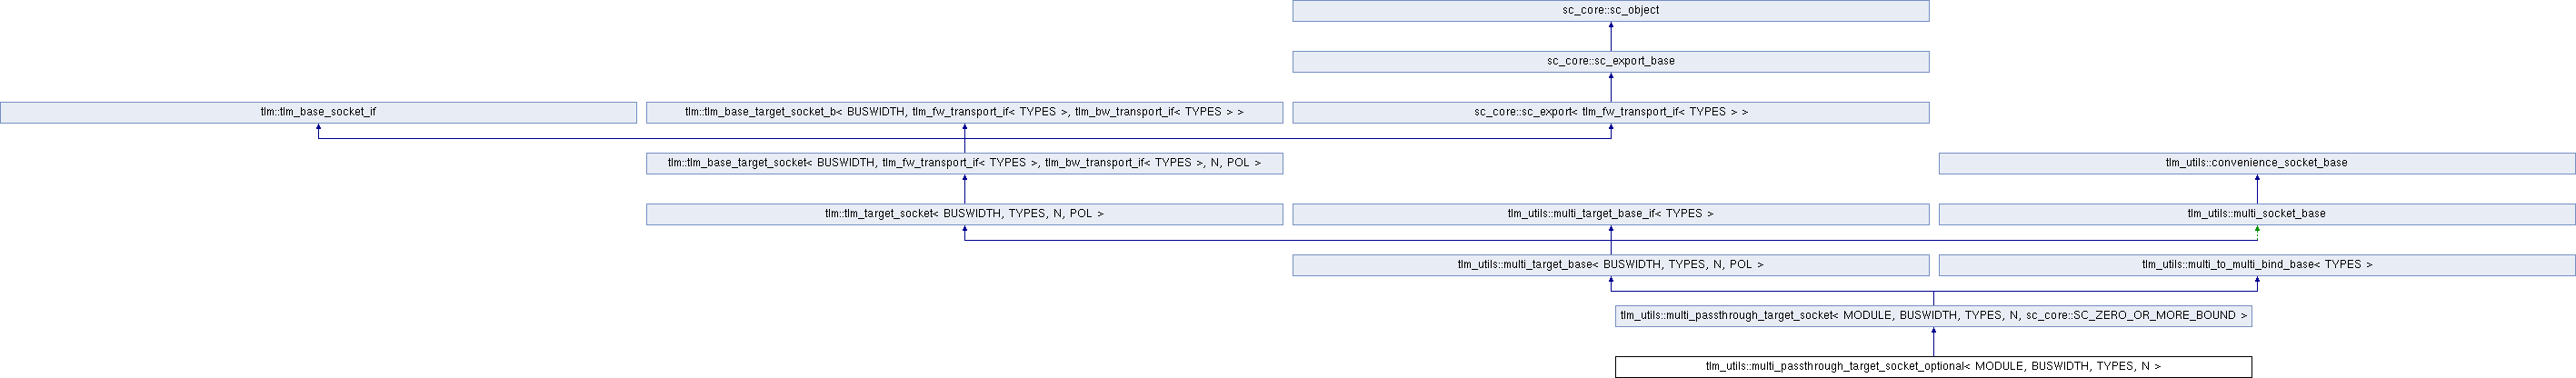 sc_core::sc_object
sc_core::sc_export_base
tlm::tlm_base_socket_if
tlm::tlm_base_target_socket_b< BUSWIDTH, tlm_fw_transport_if< TYPES >, tlm_bw_transport_if< TYPES > >
sc_core::sc_export< tlm_fw_transport_if< TYPES > >
tlm::tlm_base_target_socket< BUSWIDTH, tlm_fw_transport_if< TYPES >, tlm_bw_transport_if< TYPES >, N, POL >
tlm_utils::convenience_socket_base
tlm::tlm_target_socket< BUSWIDTH, TYPES, N, POL >
tlm_utils::multi_target_base_if< TYPES >
tlm_utils::multi_socket_base
tlm_utils::multi_target_base< BUSWIDTH, TYPES, N, POL >
tlm_utils::multi_to_multi_bind_base< TYPES >
tlm_utils::multi_passthrough_target_socket< MODULE, BUSWIDTH, TYPES, N, sc_core::SC_ZERO_OR_MORE_BOUND >
tlm_utils::multi_passthrough_target_socket_optional< MODULE, BUSWIDTH, TYPES, N >